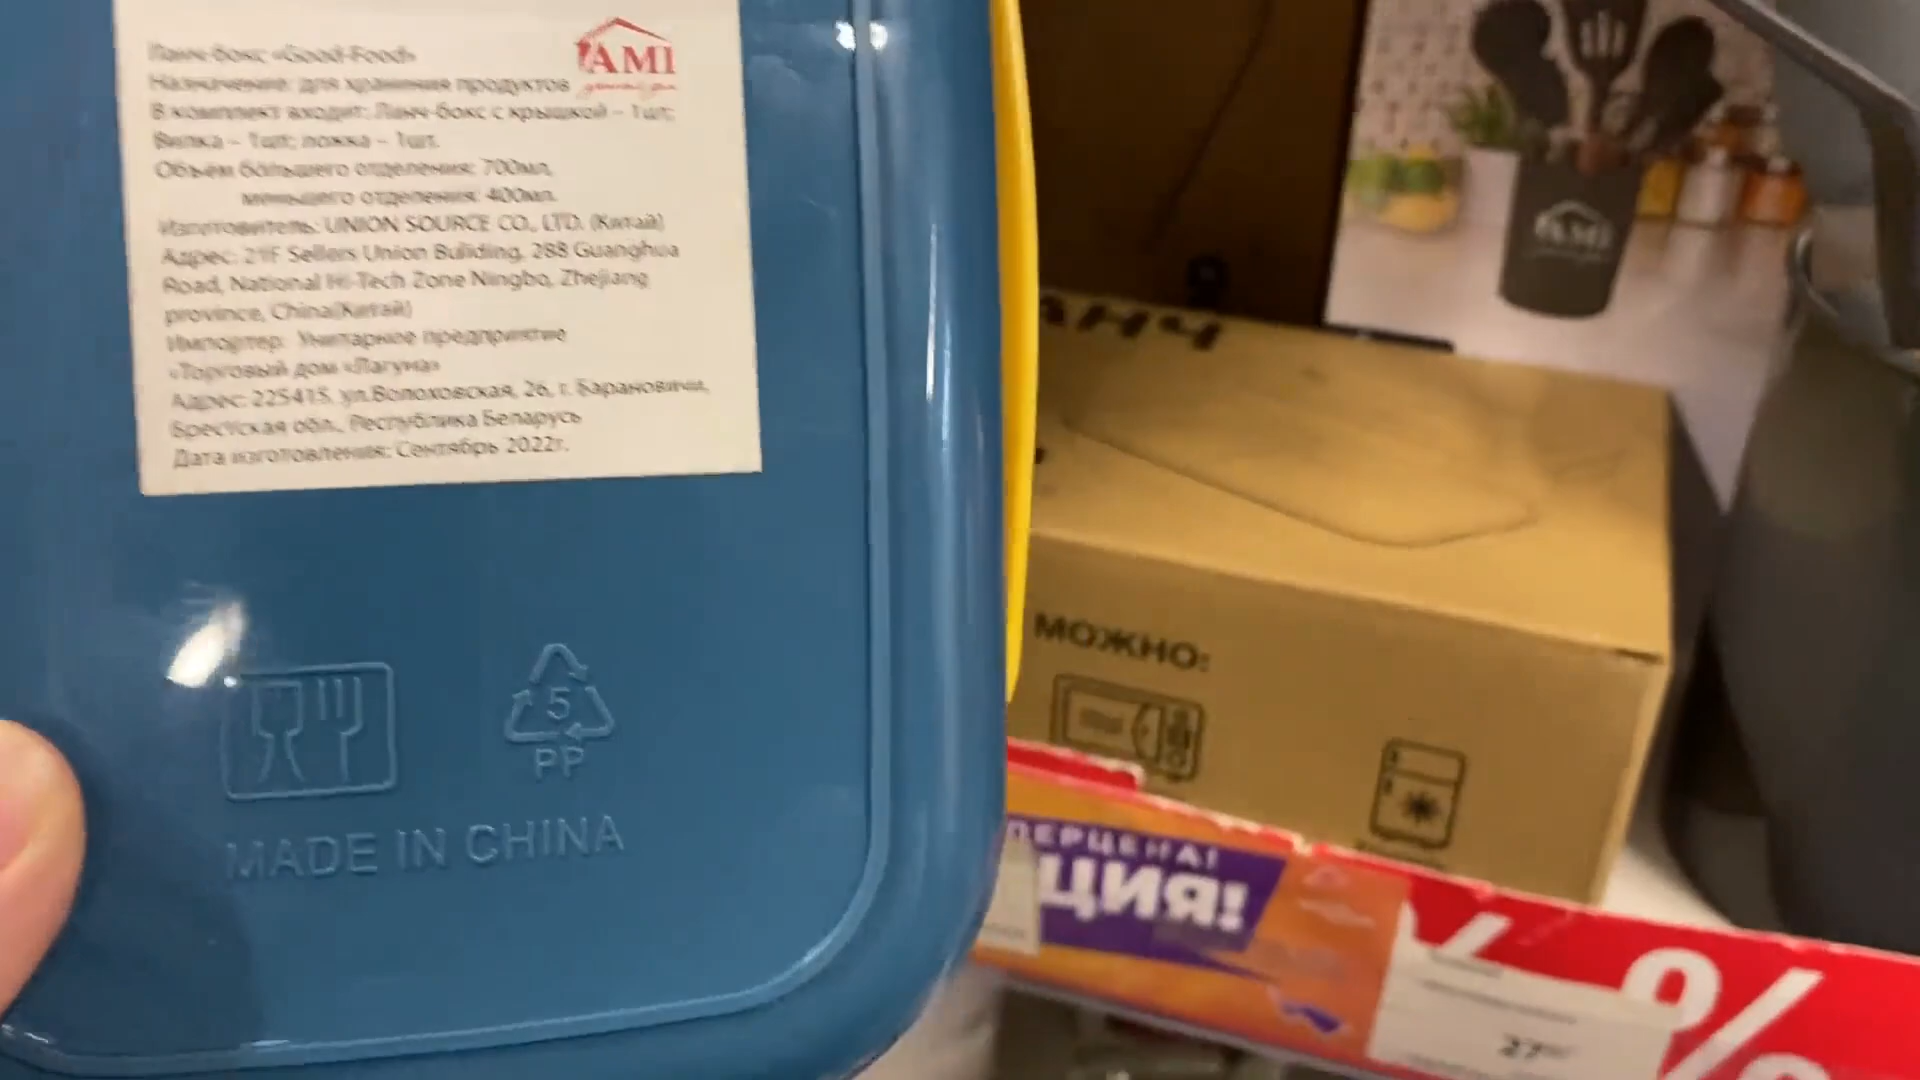 Ланч-бокс «Good-Food»
AMI
Назначение: для хранения продуктов
В комплект входит: Ланч-бокс с крышкой – 1шт;
Вилка – 1шт; ложка – 1шт.
Объем большего отделения: 700мл,
меньшего отделения: 400мл.
Изготовитель: UNION SOURCE CO., LTD. (Китай)
Адрес: 21F Sellers Union Building, 288 Guanghua
Road, National Hi-Tech Zone Ningbo, Zhejiang
province, China(Китай)
Импортер: Унитарное предприятие
«Торговый дом «Лагуна»
Адрес: 225415, ул.Волоховская, 26, г. Барановичи,
Брестская обл., Республика Беларусь
Дата изготовления: Сентябрь 2022г.
5
PP
MADE IN CHINA
AMI
АНЧ
МОЖНО:
ПЕРЦЕНА!
ЦИЯ!
%
27